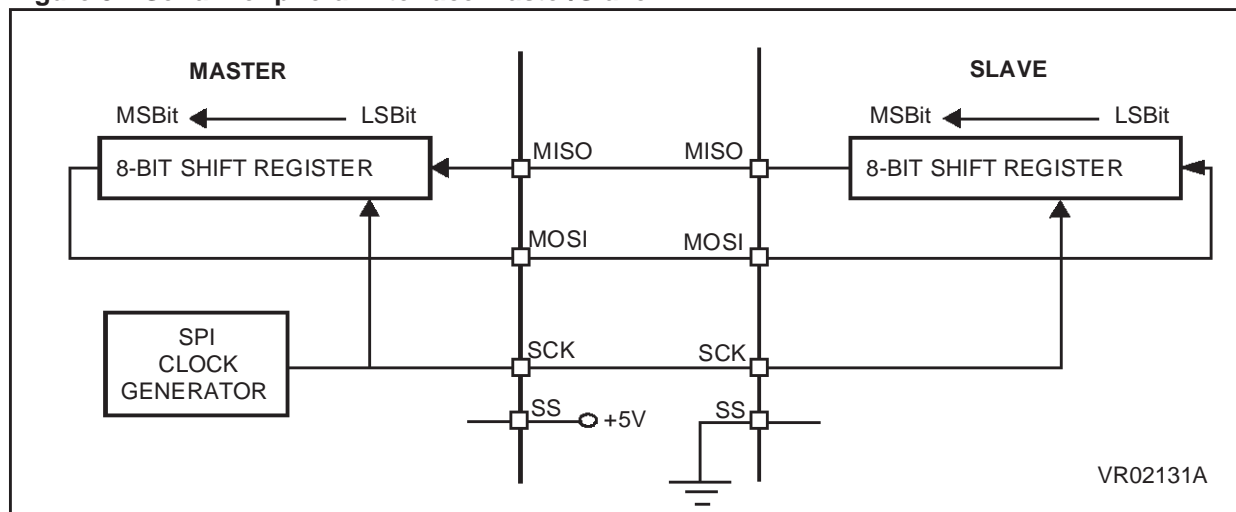 MASTER
SLAVE
MSBit LSBit
MSBit LSBit
8-BIT SHIFT REGISTER
MISO
MISO
8-BIT SHIFT REGISTER
MOSI
MOSI
SPI
CLOCK
GENERATOR
SCK
SCK
SS
+5V
SS
VR02131A